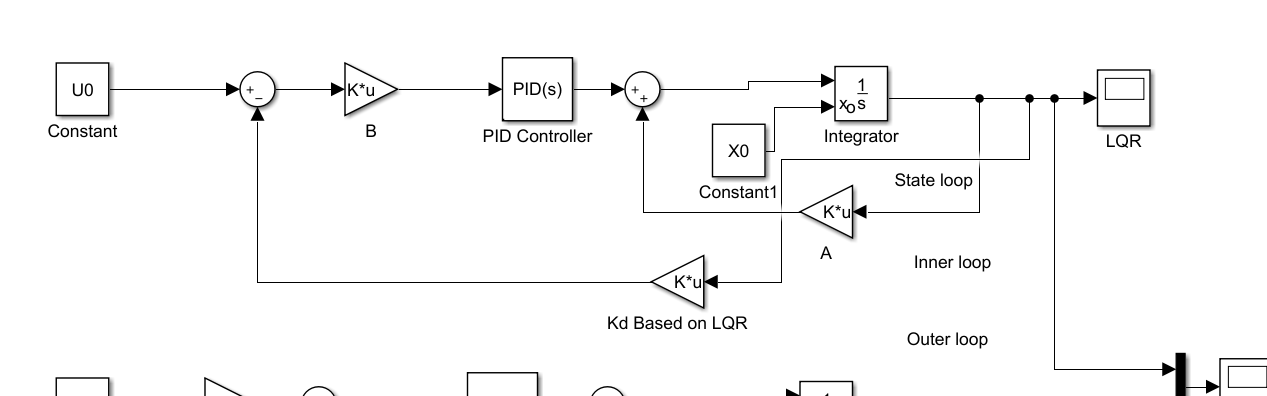 U0
Constant
+
−
K*u
B
PID(s)
PID Controller
+
+
1
s
xo
Integrator
X0
Constant1
LQR
State loop
K*u
A
Inner loop
K*u
Kd Based on LQR
Outer loop